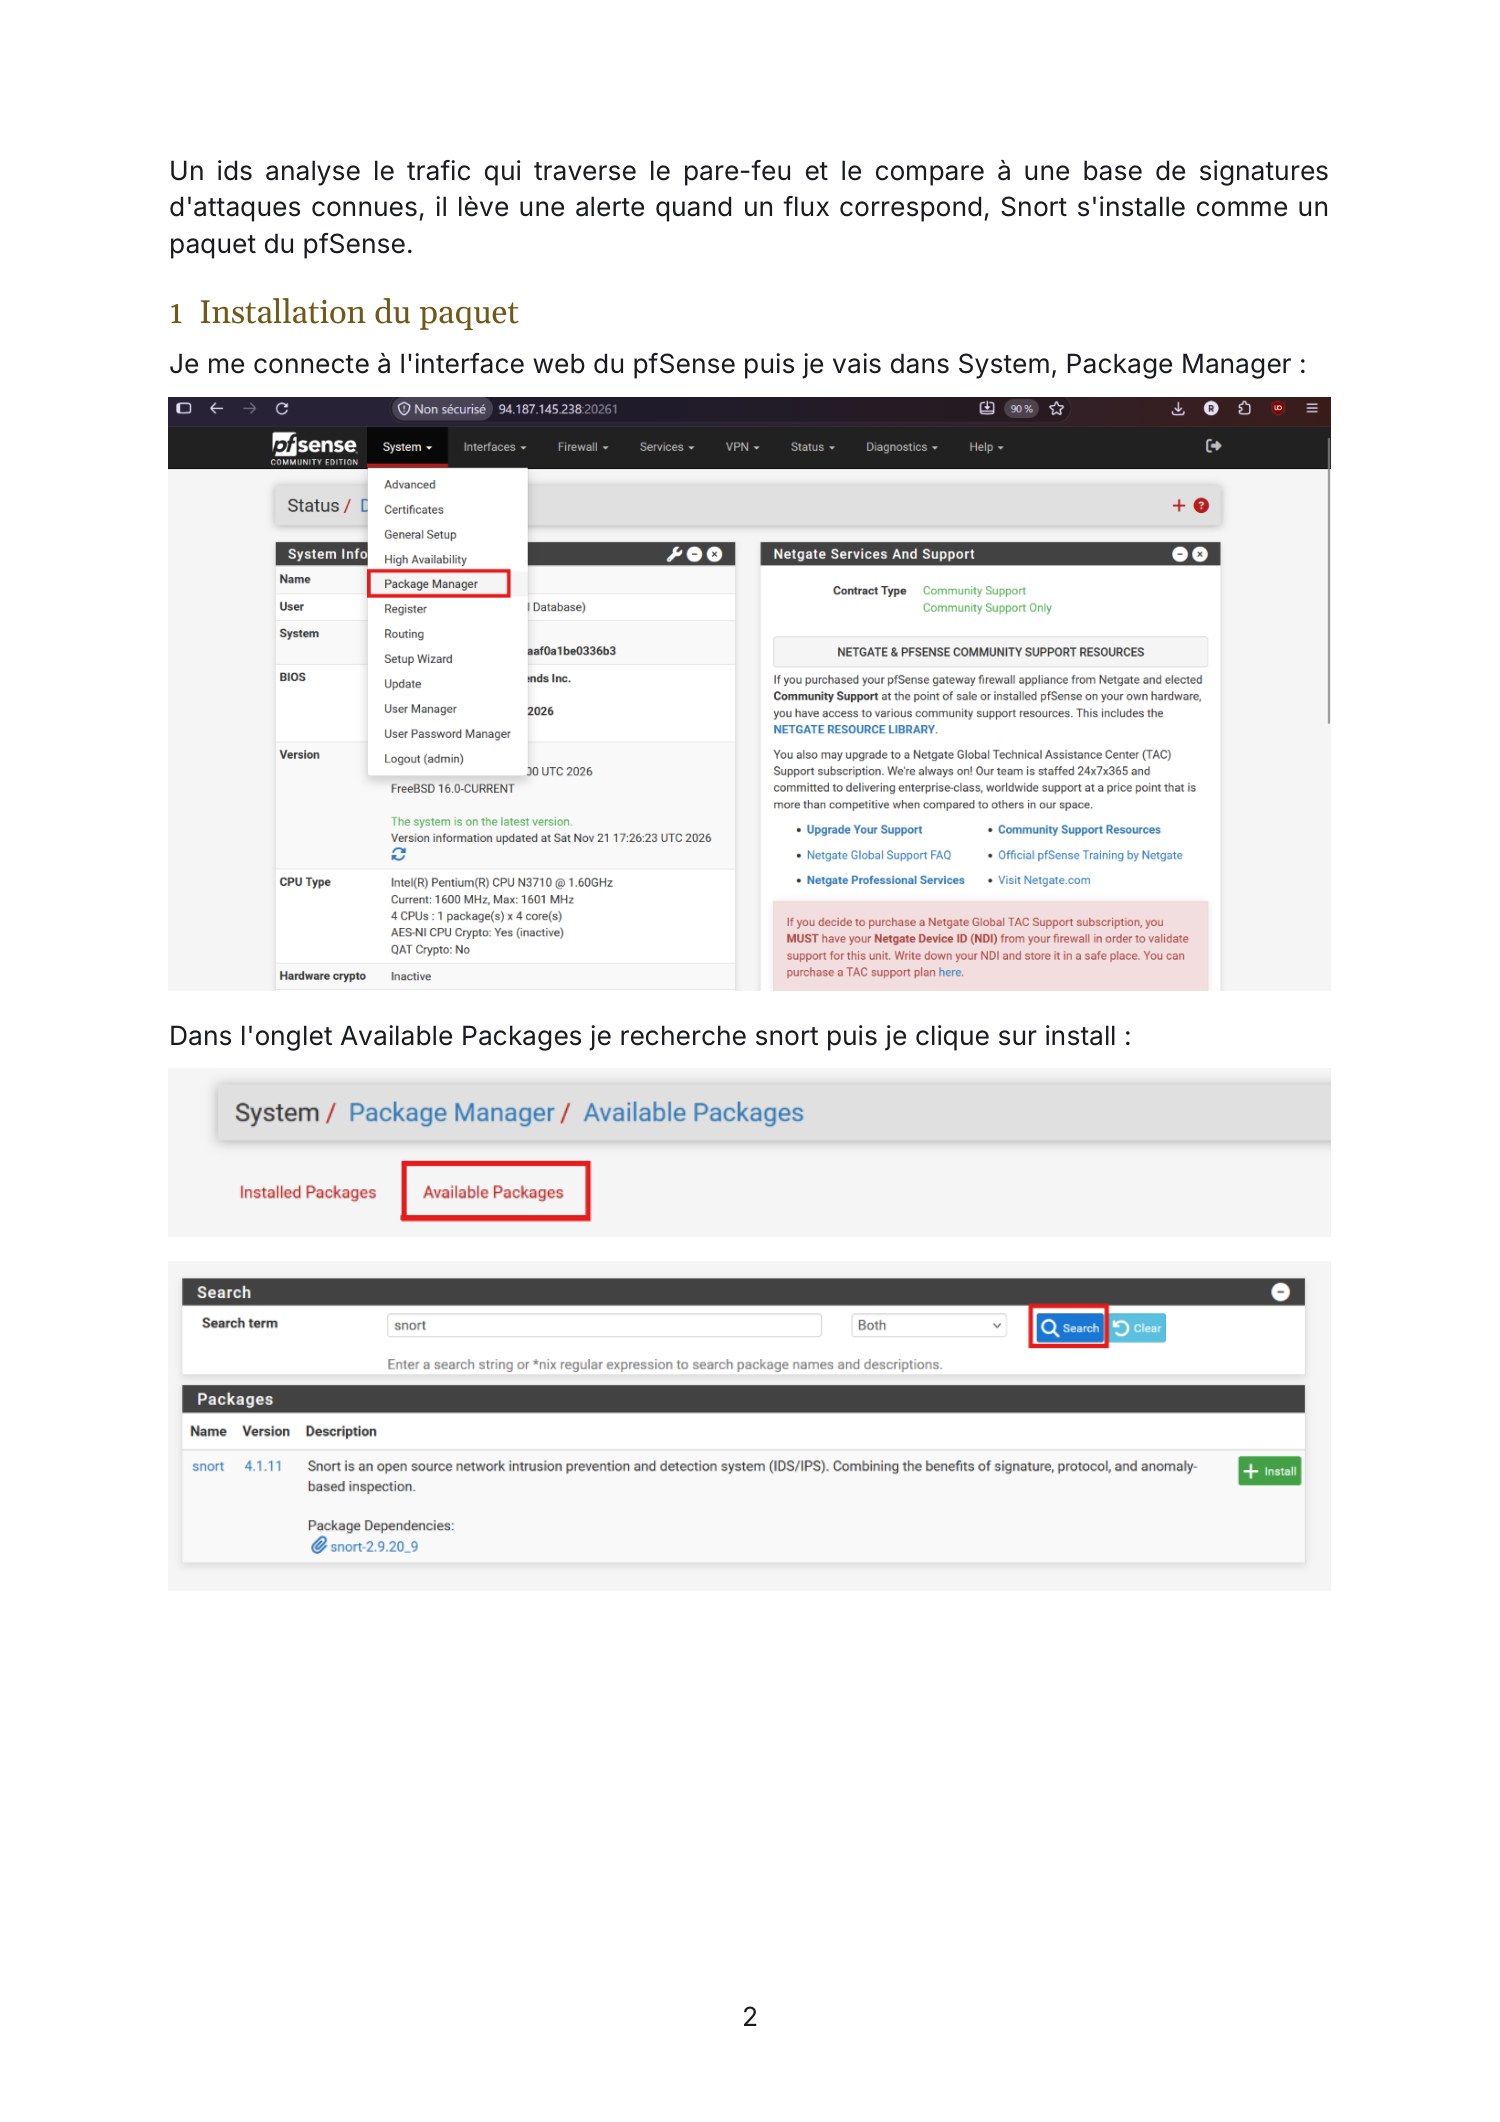 Un ids analyse le trafic qui traverse le pare-feu et le compare à une base de signatures
d'attaques connues, il lève une alerte quand un flux correspond, Snort s'installe comme un
paquet du pfSense.
1 Installation du paquet
Je me connecte à l'interface web du pfSense puis je vais dans System, Package Manager :
Non sécurisé 94.187.145.238:20261 90 %
pfsense COMMUNITY EDITION System Interfaces Firewall Services VPN Status Diagnostics Help
Status / D
Advanced
Certificates
General Setup
High Availability
Package Manager
Register
Routing
Setup Wizard
Update
User Manager
User Password Manager
Logout (admin)
System Info
Name
User l Database)
System
aaf0a1be0336b3
BIOS ends Inc.
2026
Version
00 UTC 2026
FreeBSD 16.0-CURRENT
The system is on the latest version.
Version information updated at Sat Nov 21 17:26:23 UTC 2026
CPU Type Intel(R) Pentium(R) CPU N3710 @ 1.60GHz
Current: 1600 MHz, Max: 1601 MHz
4 CPUs : 1 package(s) x 4 core(s)
AES-NI CPU Crypto: Yes (inactive)
QAT Crypto: No
Hardware crypto Inactive
Netgate Services And Support
Contract Type Community Support
Community Support Only
NETGATE & PFSENSE COMMUNITY SUPPORT RESOURCES
If you purchased your pfSense gateway firewall appliance from Netgate and elected
Community Support at the point of sale or installed pfSense on your own hardware,
you have access to various community support resources. This includes the
NETGATE RESOURCE LIBRARY.
You also may upgrade to a Netgate Global Technical Assistance Center (TAC)
Support subscription. We're always on! Our team is staffed 24x7x365 and
committed to delivering enterprise-class, worldwide support at a price point that is
more than competitive when compared to others in our space.
• Upgrade Your Support • Community Support Resources
• Netgate Global Support FAQ • Official pfSense Training by Netgate
• Netgate Professional Services • Visit Netgate.com
If you decide to purchase a Netgate Global TAC Support subscription, you
MUST have your Netgate Device ID (NDI) from your firewall in order to validate
support for this unit. Write down your NDI and store it in a safe place. You can
purchase a TAC support plan here.
Dans l'onglet Available Packages je recherche snort puis je clique sur install :
System / Package Manager / Available Packages
Installed Packages Available Packages
Search
Search term snort Both Search Clear
Enter a search string or *nix regular expression to search package names and descriptions.
Packages
Name Version Description
snort 4.1.11 Snort is an open source network intrusion prevention and detection system (IDS/IPS). Combining the benefits of signature, protocol, and anomaly- Install
based inspection.
Package Dependencies:
snort-2.9.20_9
2